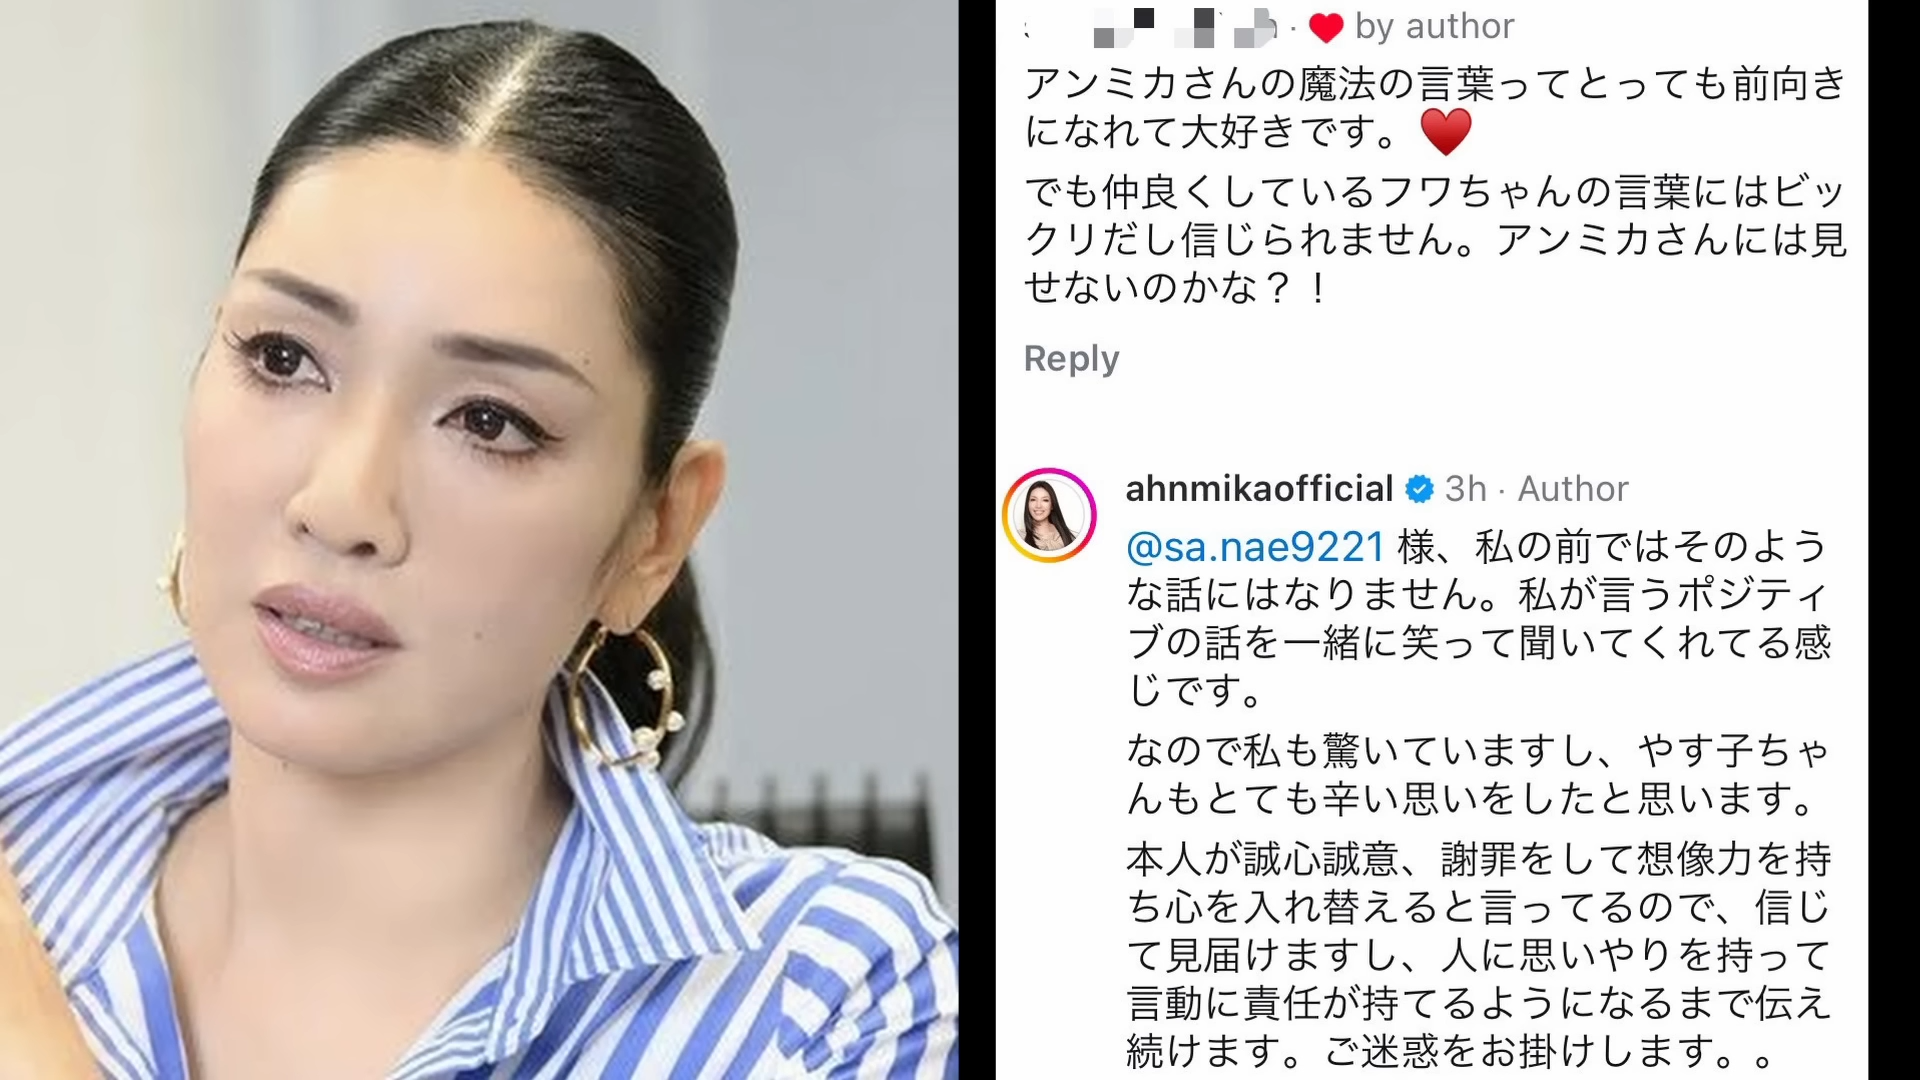 · ❤️ by author
アンミカさんの魔法の言葉ってとっても前向き
になれて大好きです。♥️
でも仲良くしているフワちゃんの言葉にはビッ
クリだし信じられません。アンミカさんには見
せないのかな？！
Reply
ahnmikaofficial 3h · Author
@sa.nae9221 様、私の前ではそのよう
な話にはなりません。私が言うポジティ
ブの話を一緒に笑って聞いてくれてる感
じです。
なので私も驚いていますし、やす子ちゃ
んもとても辛い思いをしたと思います。
本人が誠心誠意、謝罪をして想像力を持
ち心を入れ替えると言ってるので、信じ
て見届けますし、人に思いやりを持って
言動に責任が持てるようになるまで伝え
続けます。ご迷惑をお掛けします。。